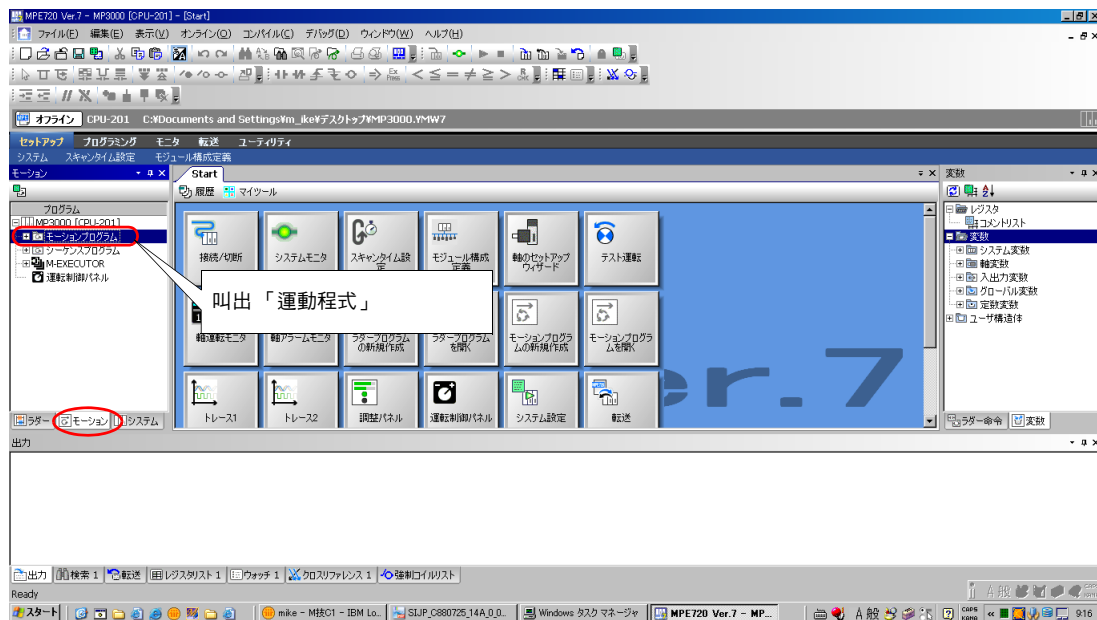 MPE720 Ver.7 - MP3000 [CPU-201] - [Start]
ファイル(F) 編集(E) 表示(V) オンライン(O) コンパイル(C) デバッグ(D) ウィンドウ(W) ヘルプ(H)
オフライン CPU-201 C:¥Documents and Settings¥m_ike¥デスクトップ¥MP3000.YMW7
セットアップ プログラミング モニタ 転送 ユーティリティ
システム スキャンタイム設定 モジュール構成定義
モーション
Start
変数
履歴 マイツール
プログラム
MP3000 [CPU-201]
モーションプログラム
シーケンスプログラム
M-EXECUTOR
運転制御パネル
接続/切断
システムモニタ
スキャンタイム設定
モジュール構成定義
軸のセットアップウィザード
テスト運転
叫出「運動程式」
軸運転モニタ
軸アラームモニタ
ラダープログラムの新規作成
ラダープログラムを開く
モーションプログラムの新規作成
モーションプログラムを開く
er.7
トレース1
トレース2
調整パネル
運転制御パネル
システム設定
転送
レジスタ
コメントリスト
変数
システム変数
軸変数
入出力変数
グローバル変数
定数変数
ユーザ構造体
ラダー モーション システム
ラダー命令 変数
出力
出力 検索 1 転送 レジスタリスト 1 ウォッチ 1 クロスリファレンス 1 強制コイルリスト
Ready
A 般
スタート
mike - M技C1 - IBM Lo...
SIJP_C880725_14A_0_0...
Windows タスク マネージャ
MPE720 Ver.7 - MP...
A 般
CAPS
KANA
9:16